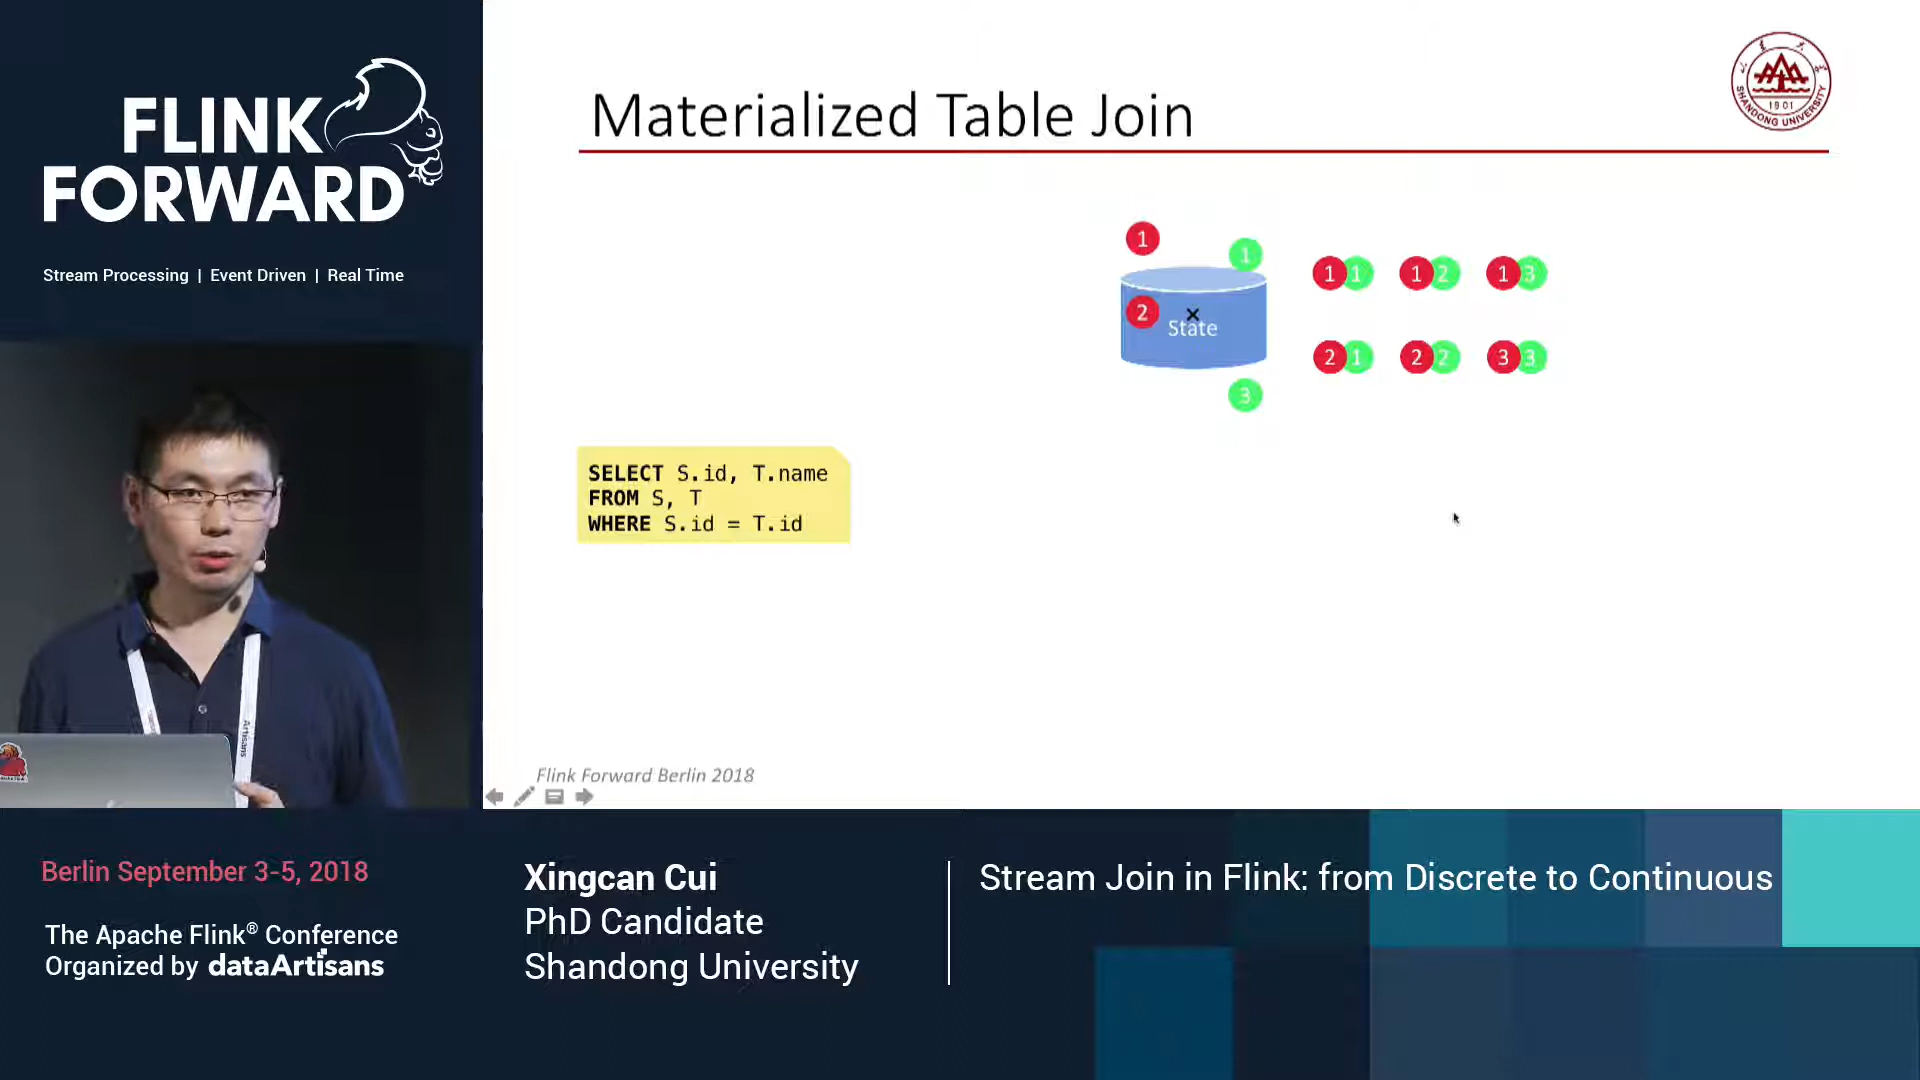 FLINK
FORWARD
Stream Processing | Event Driven | Real Time
Materialized Table Join
SHANDONG UNIVERSITY
1901
1
1
2
State
3
1 1 1 2 1 3
2 1 2 2 3 3
SELECT S.id, T.name
FROM S, T
WHERE S.id = T.id
Flink Forward Berlin 2018
Berlin September 3-5, 2018
The Apache Flink® Conference
Organized by dataArtisans
Xingcan Cui
PhD Candidate
Shandong University
Stream Join in Flink: from Discrete to Continuous